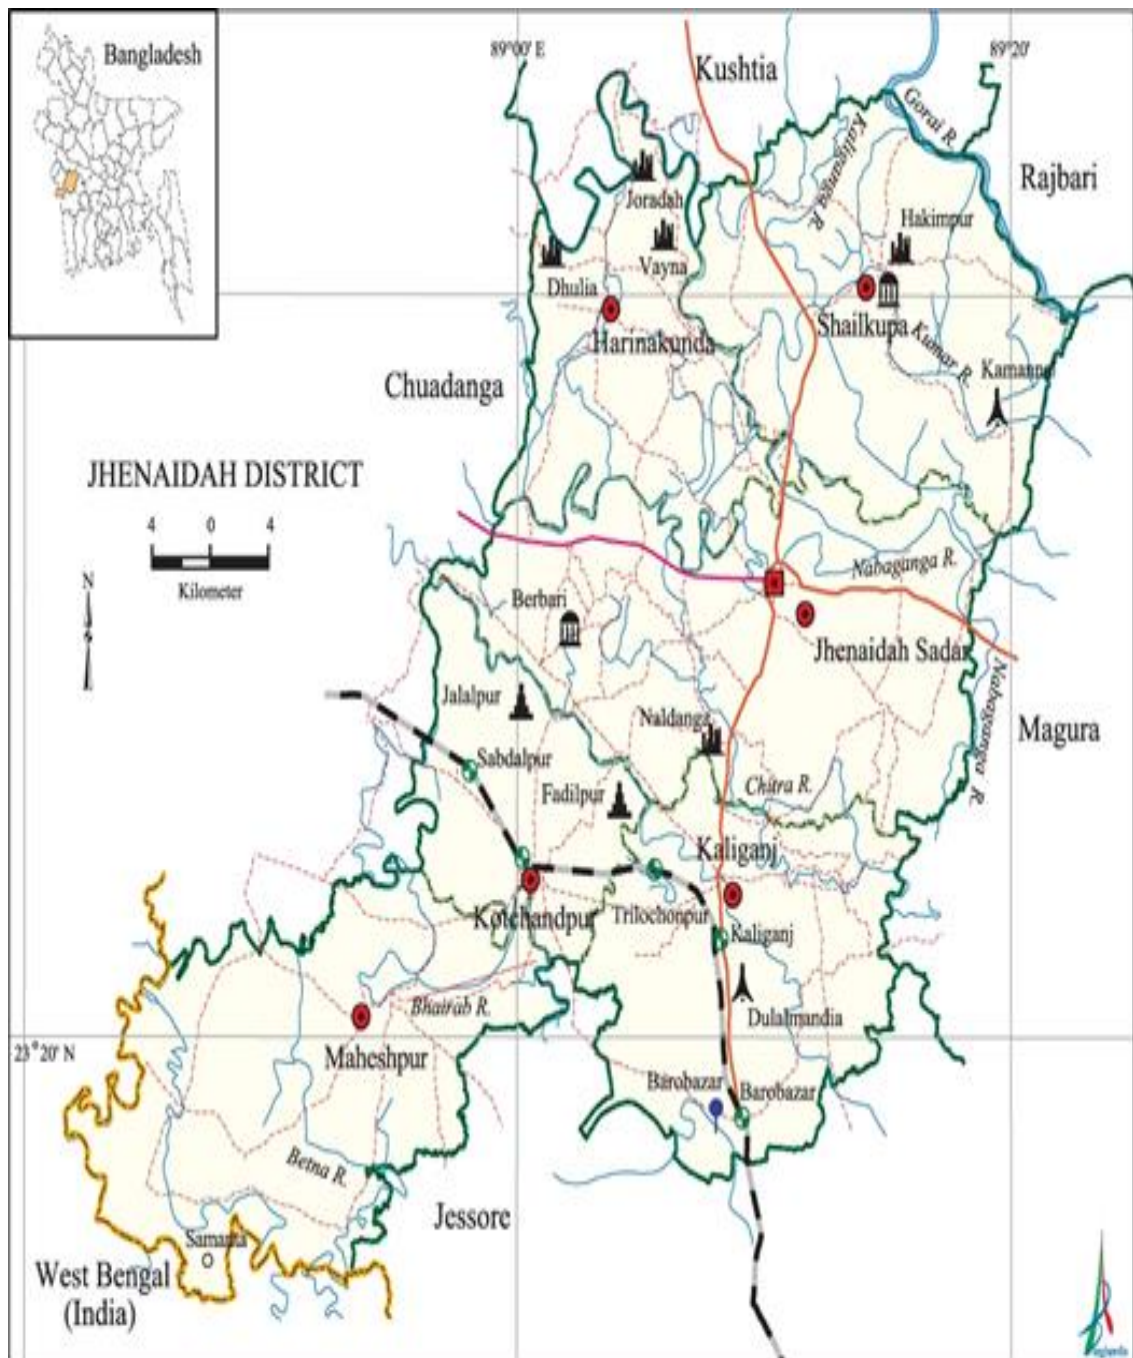 Bangladesh
89°00' E
89°20'
Kushtia
Gorai R.
Kaliganga R.
Rajbari
Joradah
Hakimpur
Vayna
Dhulia
Shailkupa
Harinakunda
Kumar R.
Chuadanga
JHENAIDAH DISTRICT
4 0 4
Kilometer
N
Nabaganga R.
Berbari
Jhenaidah Sadar
Nabaganga R.
Jalalpur
Naldanga
Magura
Sabdalpur
Chitra R.
Fadilpur
Kaliganj
Kotchandpur
Trilochonpur
Kaliganj
Bhairab R.
Dulalmandia
23°20' N
Maheshpur
Barobazar
Barobazar
Betna R.
Jessore
Samanta
West Bengal
(India)